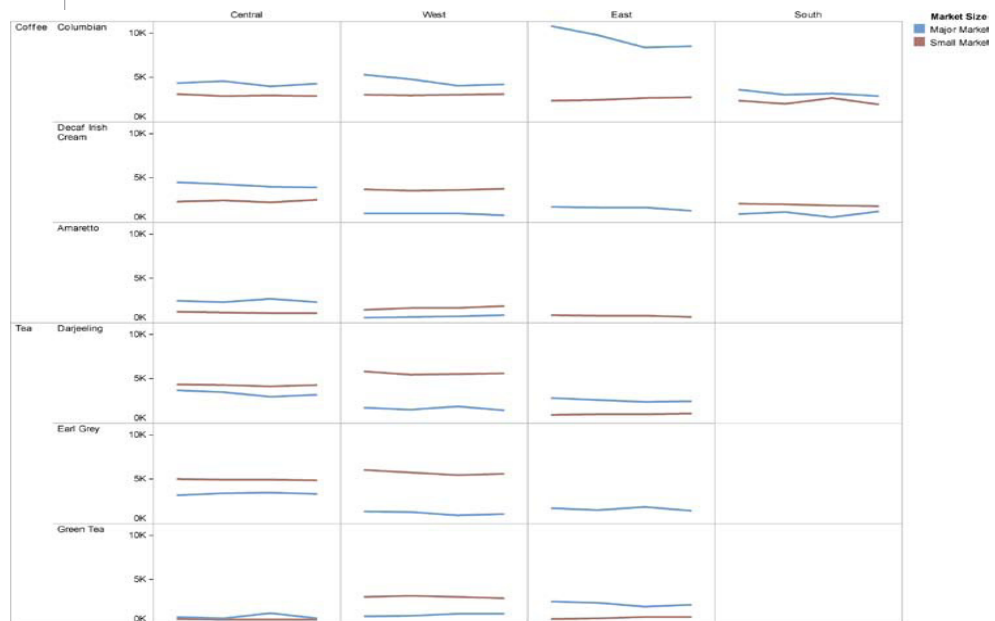 Central West East South
Market Size
Major Market
Small Market
Coffee Columbian
10K
5K
0K
Decaf Irish
Cream
10K
5K
0K
Amaretto
10K
5K
0K
Tea Darjeeling
10K
5K
0K
Earl Grey
10K
5K
0K
Green Tea
10K
5K
0K